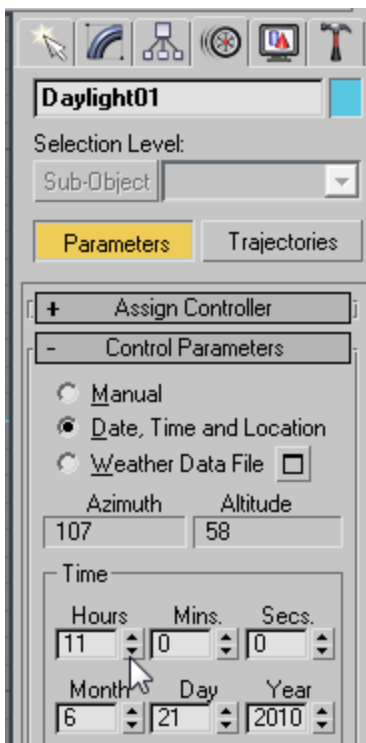 Daylight01
Selection Level:
Sub-Object
Parameters Trajectories
+ Assign Controller
- Control Parameters
Manual
Date, Time and Location
Weather Data File
Azimuth Altitude
107 58
Time
Hours Mins. Secs.
11 0 0
Month Day Year
6 21 2010